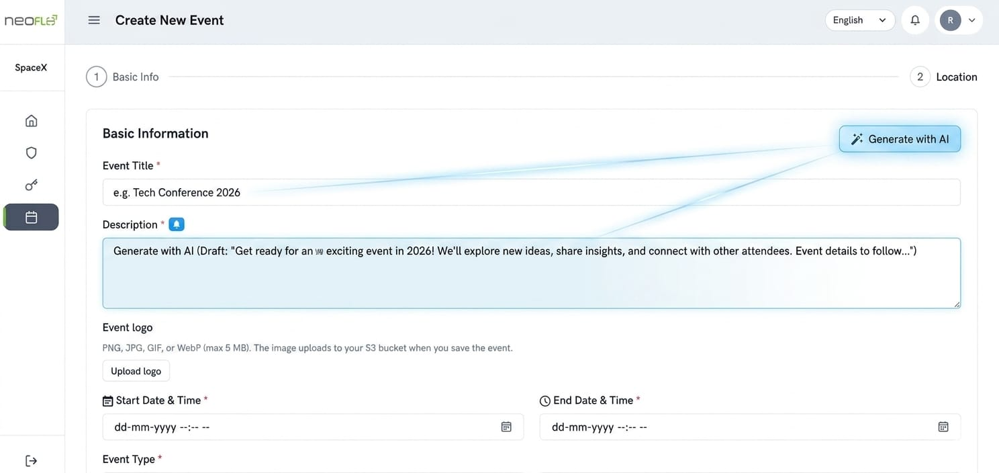 neoFLO
Create New Event
English
R
SpaceX
1 Basic Info
2 Location
Basic Information
Generate with AI
Event Title *
e.g. Tech Conference 2026
Description *
Generate with AI (Draft: "Get ready for an exciting event in 2026! We'll explore new ideas, share insights, and connect with other attendees. Event details to follow...")
Event logo
PNG, JPG, GIF, or WebP (max 5 MB). The image uploads to your S3 bucket when you save the event.
Upload logo
Start Date & Time *
End Date & Time *
dd-mm-yyyy --:-- --
dd-mm-yyyy --:-- --
Event Type *